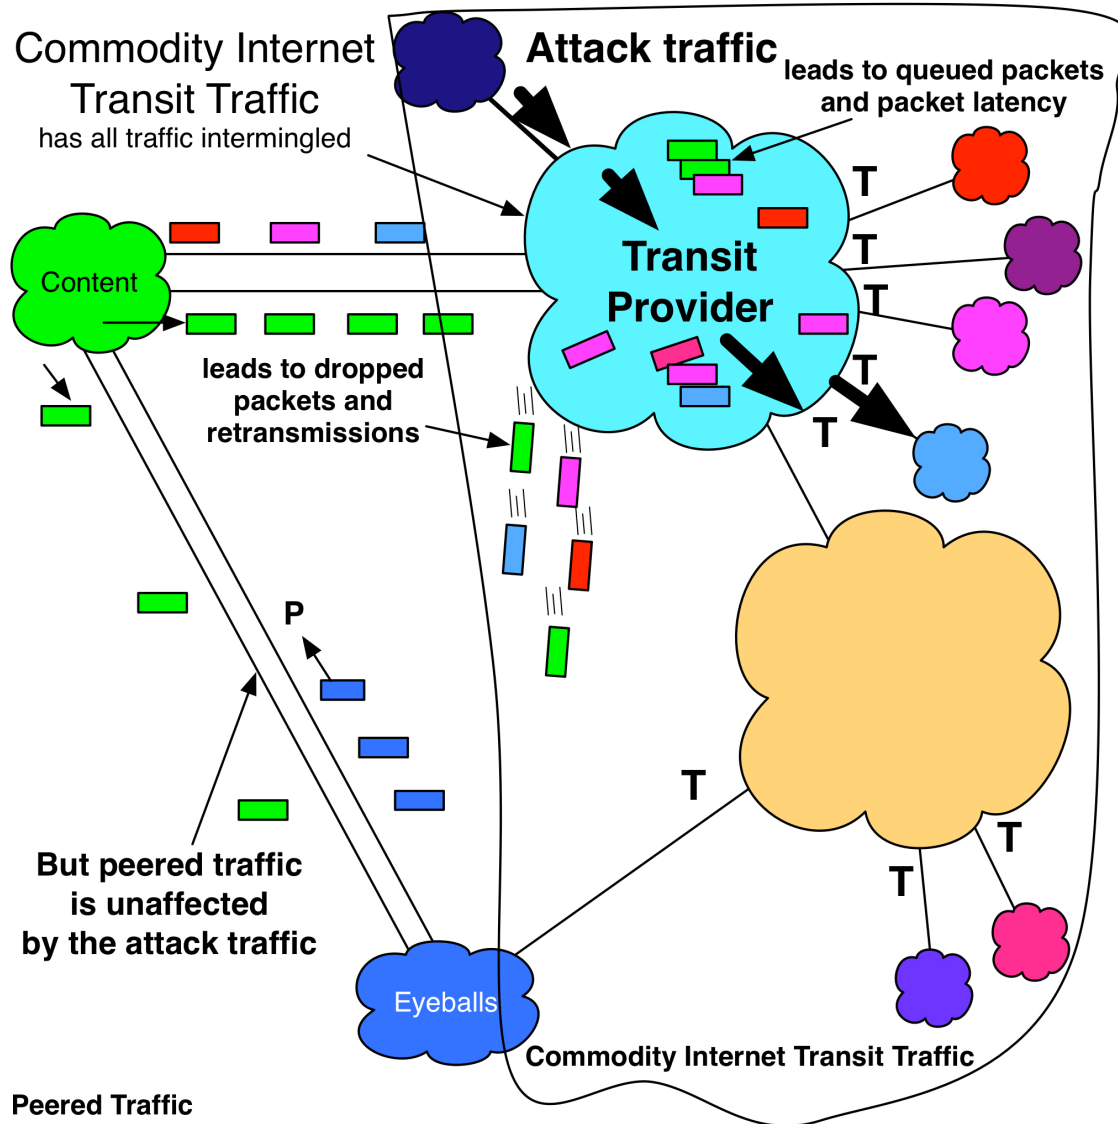 Commodity Internet
Transit Traffic
has all traffic intermingled
Attack traffic
leads to queued packets
and packet latency
T
T
T
T
T
Transit
Provider
Content
leads to dropped
packets and
retransmissions
P
But peered traffic
is unaffected
by the attack traffic
T
T
T
Eyeballs
Commodity Internet Transit Traffic
Peered Traffic